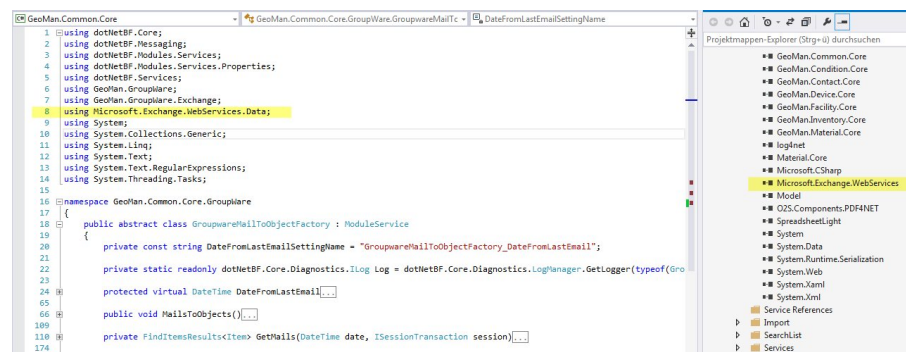 GeoMan.Common.Core
GeoMan.Common.Core.GroupWare.GroupwareMailTc
DateFromLastEmailSettingName
1 using dotNetBF.Core;
2 using dotNetBF.Messaging;
3 using dotNetBF.Modules.Services;
4 using dotNetBF.Modules.Services.Properties;
5 using dotNetBF.Services;
6 using GeoMan.GroupWare;
7 using GeoMan.GroupWare.Exchange;
8 using Microsoft.Exchange.WebServices.Data;
9 using System;
10 using System.Collections.Generic;
11 using System.Linq;
12 using System.Text;
13 using System.Text.RegularExpressions;
14 using System.Threading.Tasks;
15
16 namespace GeoMan.Common.Core.GroupWare
17 {
18 public abstract class GroupwareMailToObjectFactory : ModuleService
19 {
20 private const string DateFromLastEmailSettingName = "GroupwareMailToObjectFactory_DateFromLastEmail";
21
22 private static readonly dotNetBF.Core.Diagnostics.ILog Log = dotNetBF.Core.Diagnostics.LogManager.GetLogger(typeof(Gro
23
24 protected virtual DateTime DateFromLastEmail...
65
66 public void MailsToObjects()...
109
110 private FindItemsResults<Item> GetMails(DateTime date, ISessionTransaction session)...
174
Projektmappen-Explorer (Strg+ü) durchsuchen
GeoMan.Common.Core
GeoMan.Condition.Core
GeoMan.Contact.Core
GeoMan.Device.Core
GeoMan.Facility.Core
GeoMan.Inventory.Core
GeoMan.Material.Core
log4net
Material.Core
Microsoft.CSharp
Microsoft.Exchange.WebServices
Model
O2S.Components.PDF4NET
SpreadsheetLight
System
System.Data
System.Runtime.Serialization
System.Web
System.Xaml
System.Xml
Service References
Import
SearchList
Services